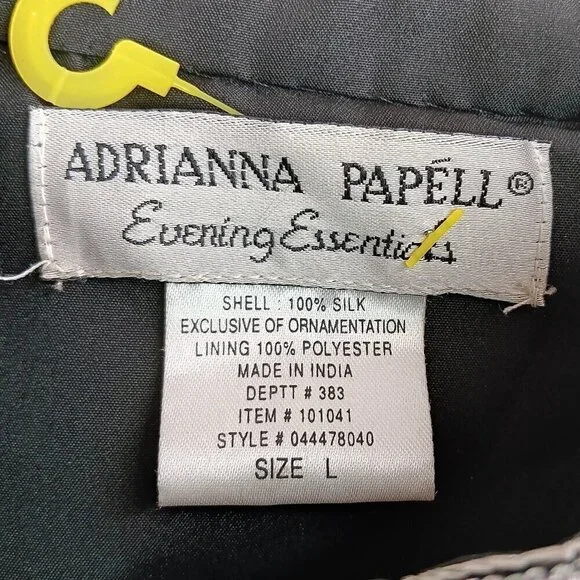 ADRIANNA PAPÉLL®
Evening Essentials
SHELL : 100% SILK
EXCLUSIVE OF ORNAMENTATION
LINING 100% POLYESTER
MADE IN INDIA
DEPTT # 383
ITEM # 101041
STYLE # 044478040
SIZE L